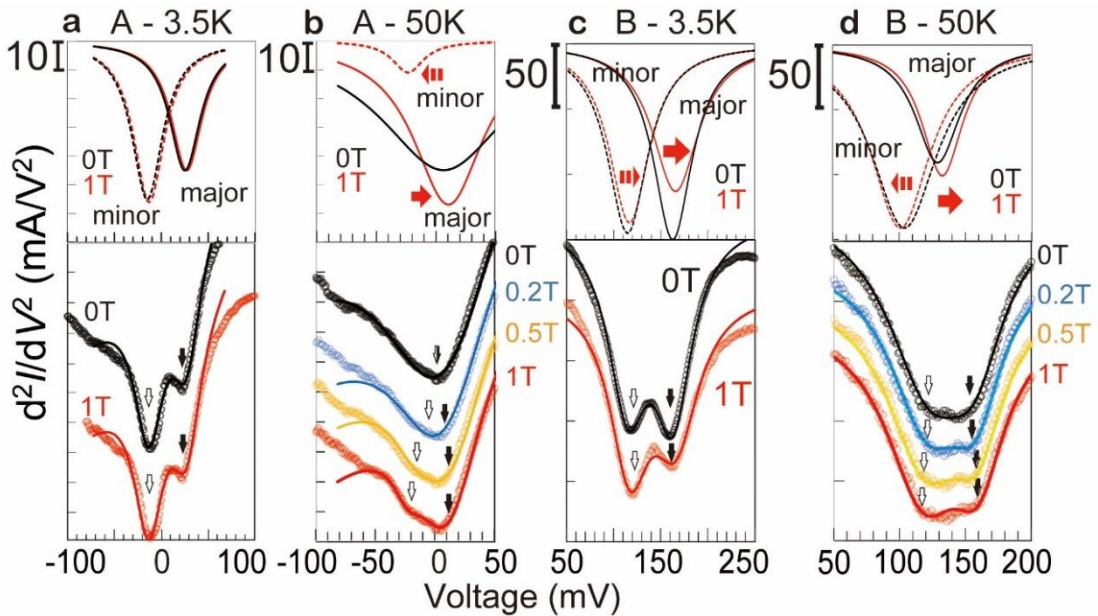 a A - 3.5K
b A - 50K
c B - 3.5K
d B - 50K
10
10
50
50
0T
1T
minor
major
minor
0T
1T
major
minor
major
0T
1T
major
minor
0T
1T
d²I/dV² (mA/V²)
0T
1T
0T
0.2T
0.5T
1T
0T
1T
0T
0.2T
0.5T
1T
-100 0 100
-100 -50 0 50
50 150 250
50 100 150 200
Voltage (mV)